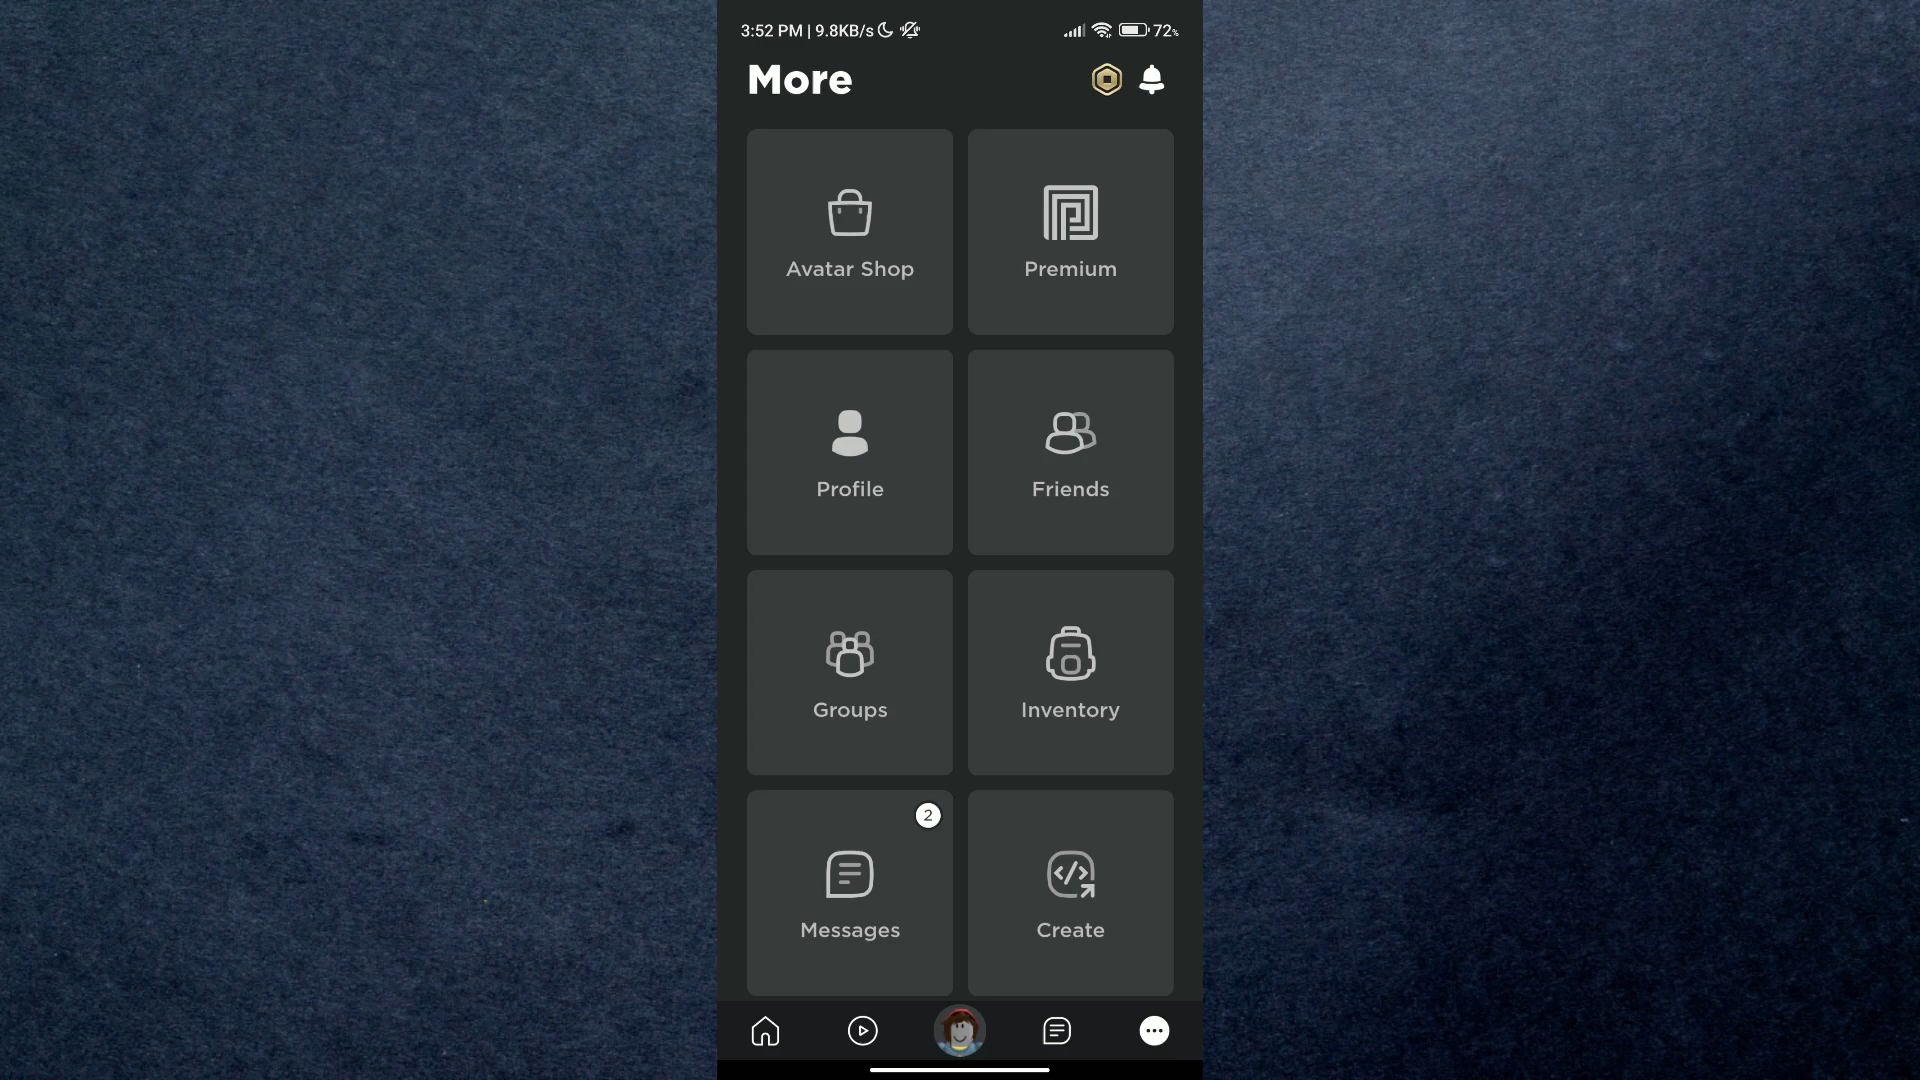 3:52 PM | 9.8KB/s 72%
More
Avatar Shop
Premium
Profile
Friends
Groups
Inventory
2
Messages
Create